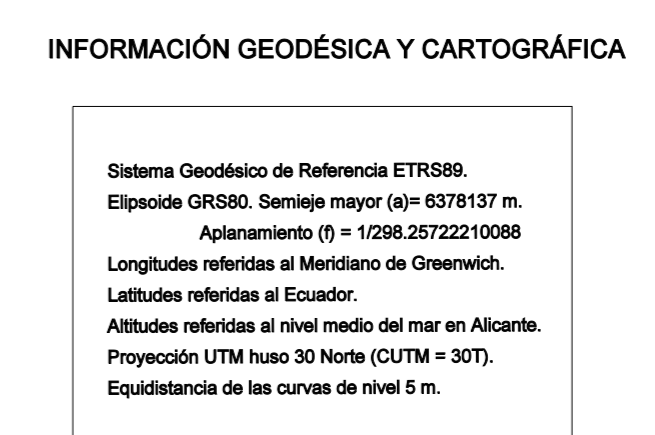 INFORMACIÓN GEODÉSICA Y CARTOGRÁFICA
Sistema Geodésico de Referencia ETRS89.
Elipsoide GRS80. Semieje mayor (a)= 6378137 m.
Aplanamiento (f) = 1/298.25722210088
Longitudes referidas al Meridiano de Greenwich.
Latitudes referidas al Ecuador.
Altitudes referidas al nivel medio del mar en Alicante.
Proyección UTM huso 30 Norte (CUTM = 30T).
Equidistancia de las curvas de nivel 5 m.